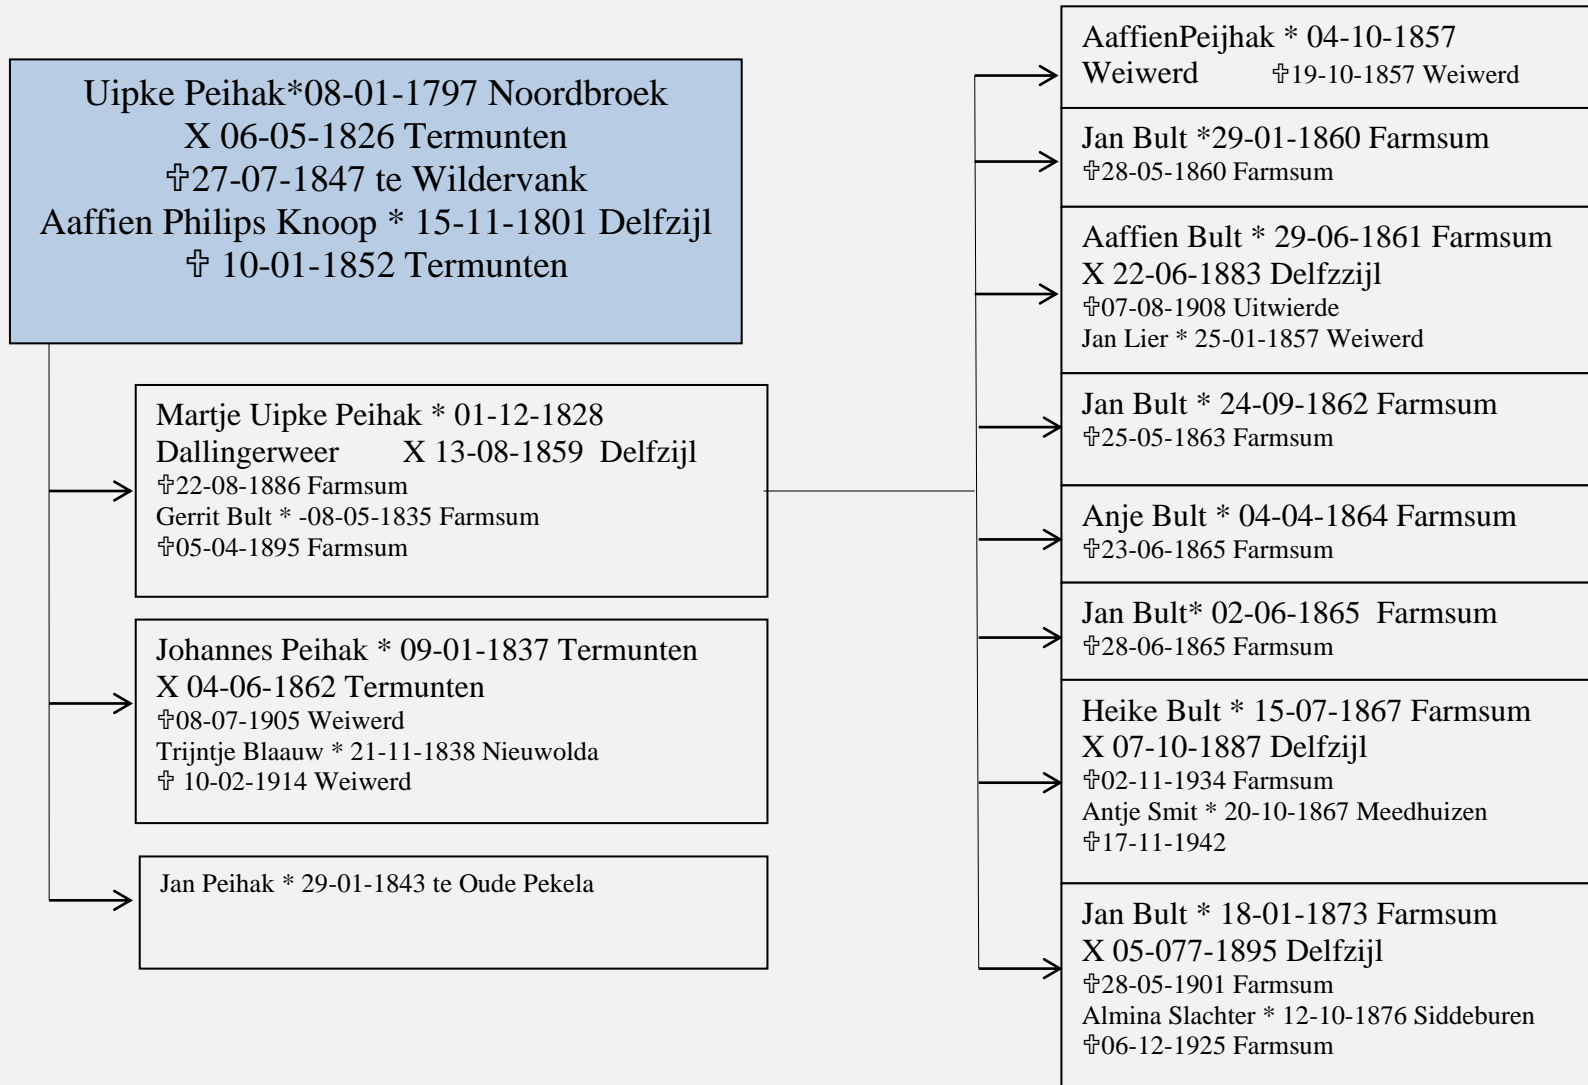 Uipke Peihak*08-01-1797 Noordbroek
X 06-05-1826 Termunten
✞27-07-1847 te Wildervank
Aaffien Philips Knoop * 15-11-1801 Delfzijl
✞ 10-01-1852 Termunten
Martje Uipke Peihak * 01-12-1828
Dallingerweer X 13-08-1859 Delfzijl
✞22-08-1886 Farmsum
Gerrit Bult * -08-05-1835 Farmsum
✞05-04-1895 Farmsum
Johannes Peihak * 09-01-1837 Termunten
X 04-06-1862 Termunten
✞08-07-1905 Weiwerd
Trijntje Blaauw * 21-11-1838 Nieuwolda
✞ 10-02-1914 Weiwerd
Jan Peihak * 29-01-1843 te Oude Pekela
AaffienPeijhak * 04-10-1857
Weiwerd ✞19-10-1857 Weiwerd
Jan Bult *29-01-1860 Farmsum
✞28-05-1860 Farmsum
Aaffien Bult * 29-06-1861 Farmsum
X 22-06-1883 Delfzzijl
✞07-08-1908 Uitwierde
Jan Lier * 25-01-1857 Weiwerd
Jan Bult * 24-09-1862 Farmsum
✞25-05-1863 Farmsum
Anje Bult * 04-04-1864 Farmsum
✞23-06-1865 Farmsum
Jan Bult* 02-06-1865 Farmsum
✞28-06-1865 Farmsum
Heike Bult * 15-07-1867 Farmsum
X 07-10-1887 Delfzijl
✞02-11-1934 Farmsum
Antje Smit * 20-10-1867 Meedhuizen
✞17-11-1942
Jan Bult * 18-01-1873 Farmsum
X 05-077-1895 Delfzijl
✞28-05-1901 Farmsum
Almina Slachter * 12-10-1876 Siddeburen
✞06-12-1925 Farmsum